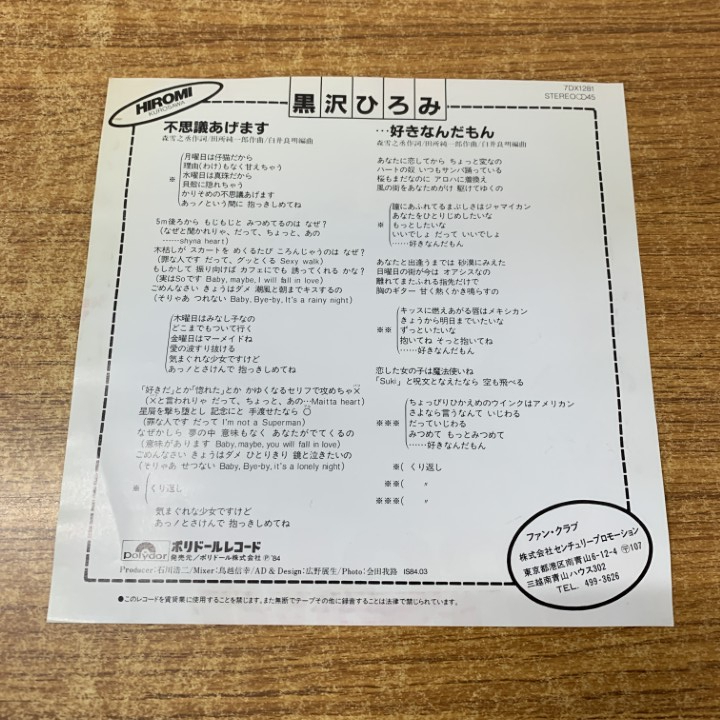 HIROMI
KUROSAWA
黒沢ひろみ
7DX1281
STEREO 45
不思議あげます
森雪之丞作詞/田所純一郎作曲/白井良明編曲
月曜日は仔猫だから
理由(わけ)もなく甘えちゃう
※ 水曜日は真珠だから
貝殻に隠れちゃう
かりそめの不思議あげます
あっ!という間に 抱っきしめてね
5m後ろから もじもじと みつめてるのは なぜ?
(なぜと聞かれりゃ、だって、ちょっと、あの
……shyna heart)
木枯しが スカートを めくるたび ころんじゃうのは なぜ?
(罪な人です だって、グッとくる Sexy walk)
もしかして 振り向けば カフェにでも 誘ってくれる かな?
(実はSoです Baby, maybe, I will fall in love)
ごめんなさい きょうはダメ 潮風と朝までキスするの
(そりゃあ つれない Baby, Bye-by, It's a rainy night)
木曜日はみなし子なの
どこまでもついて行く
金曜日はマーメイドね
愛の波すり抜ける
気まぐれな少女ですけど
あっ!とさけんで 抱っきしめてね
「好きだ」とか「惚れた」とか かゆくなるセリフで攻めちゃ×
(×と言われりゃ だって、ちょっと、あの…Maitta heart)
星屑を撃ち堕とし 記念にと 手渡せたなら ○
(罪な人です だって I'm not a Superman)
なぜかしら 夢の中 意味もなく あなたがでてくるの
(意味があります Baby, maybe, you will fall in love)
ごめんなさい きょうはダメ ひとりきり 鏡と泣きたいの
(そりゃあ せつない Baby, Bye-by, it's a lonely night)
※ くり返し
気まぐれな少女ですけど
あっ!とさけんで 抱っきしめてね
…好きなんだもん
森雪之丞作詞/田所純一郎作曲/白井良明編曲
あなたに恋してから ちょっと変なの
ハートの奴 いつもサンバ踊っている
桜もまだなのに アロハに着換え
風の街をあなためがけ 駆けてゆくの
瞳にあふれてるまぶしさはジャマイカン
あなたをひとりじめしたいな
※ もっとしたいな
いいでしょ だって いいでしょ
……好きなんだもん
あなたと出逢うまでは 砂漠にみえた
日曜日の街が今は オアシスなの
離れてまたふれる指先だけで
胸のギター 甘く熱くかき鳴らすの
キッスに燃えあがる唇はメキシカン
きょうから明日までいたいな
※※ ずっといたいな
抱いてね そっと抱いてね
……好きなんだもん
恋した女の子は魔法使いね
「Suki」と呪文となえたなら 空も飛べる
ちょっぴりひかえめのウインクはアメリカン
さよなら言うなんて いじわる
※※※ だっていじわる
みつめて もっとみつめて
……好きなんだもん
※( くり返し
※※( 〃
※※※( 〃
polydor
ポリドールレコード
発売元/ポリドール株式会社 Ⓟ'84
Producer:石川浩二/Mixer:鳥越信幸/AD & Design:広野展生/Photo:会田我路 IS84.03
ファン・クラブ
株式会社センチュリープロモーション
東京都港区南青山6-12-4 〒107
三越南青山ハウス302
TEL. 499-3626
●このレコードを賃貸業に使用することを禁じます。また無断でテープその他に録音することは法律で禁じられています。